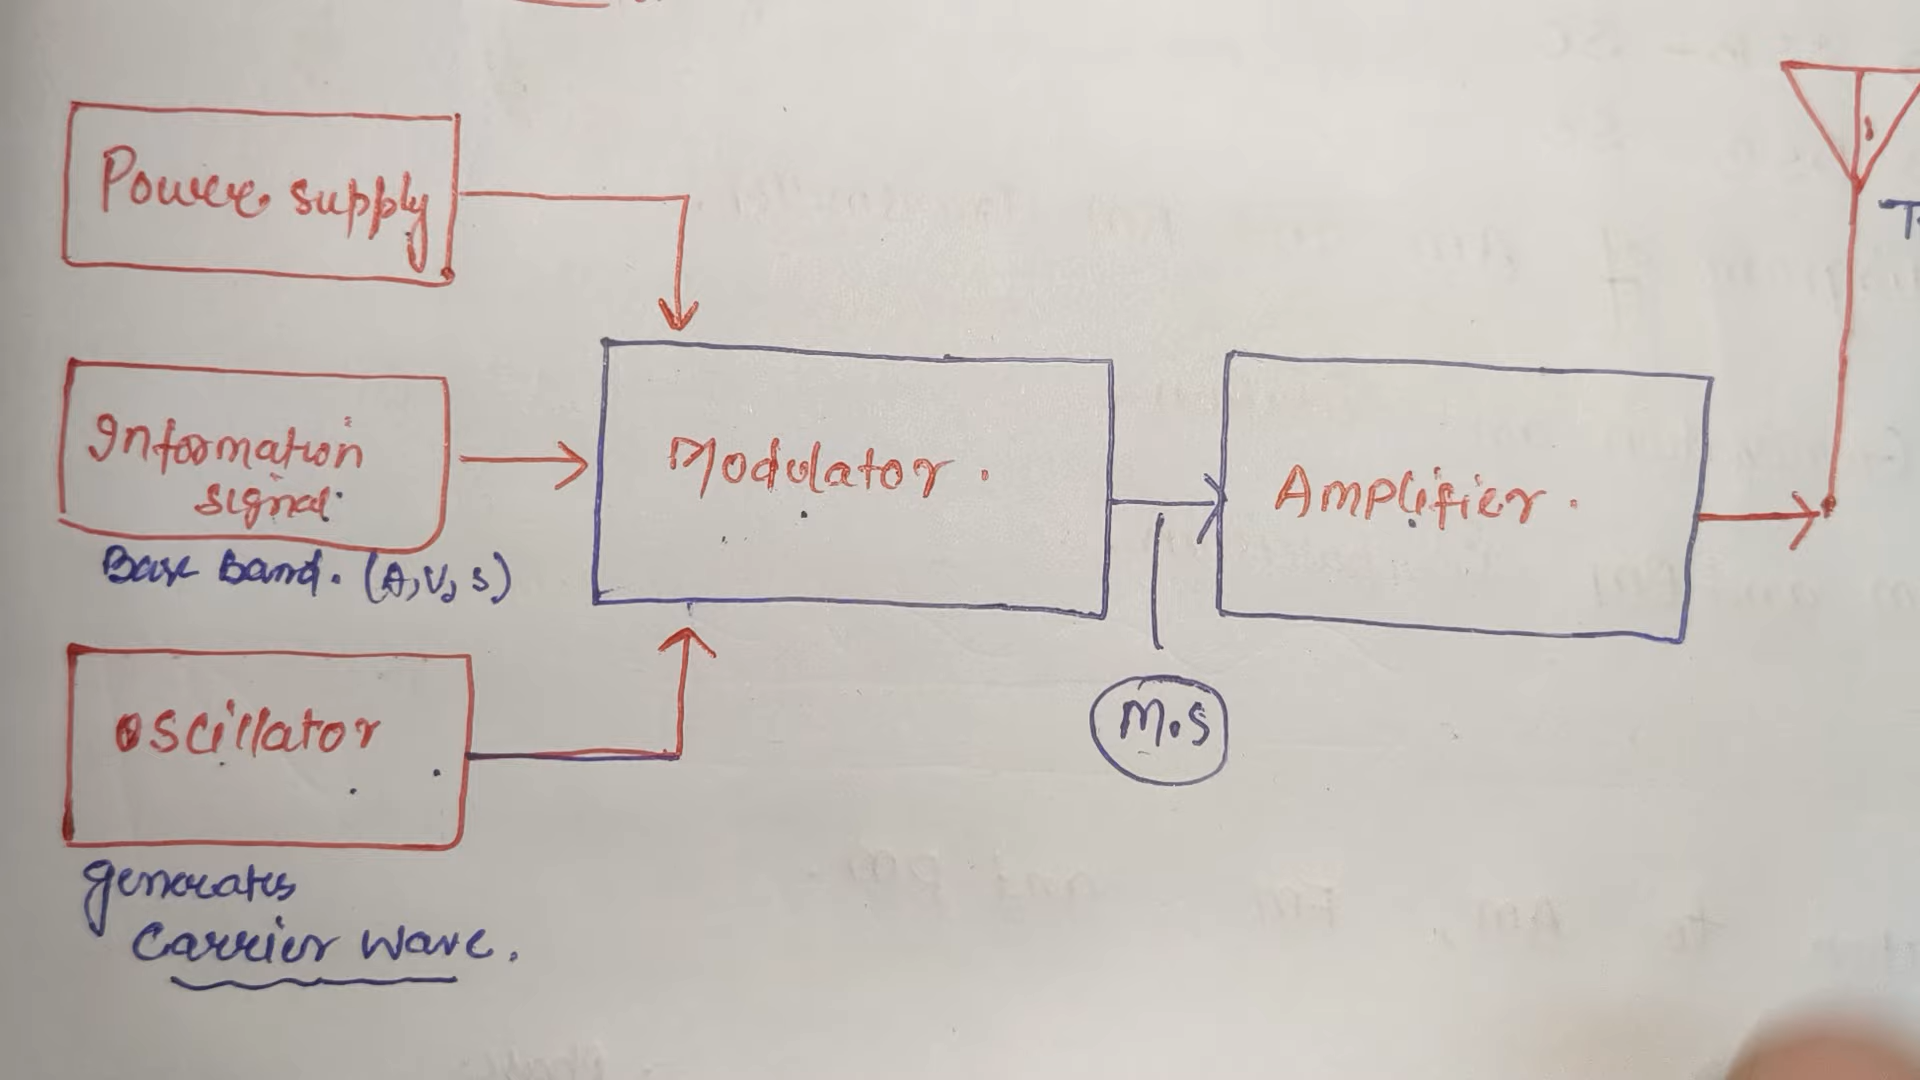 Power supply
Information
signal.
Base band. (A, V, S)
Modulator.
Amplifier.
M.S
Oscillator
generates
carrier wave.